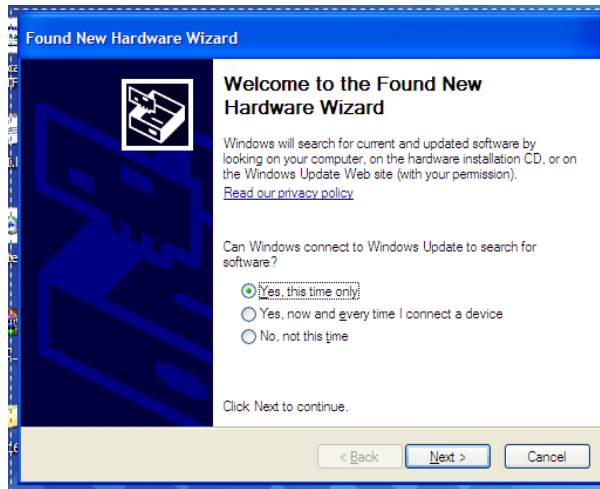 Found New Hardware Wizard
Welcome to the Found New
Hardware Wizard
Windows will search for current and updated software by
looking on your computer, on the hardware installation CD, or on
the Windows Update Web site (with your permission).
Read our privacy policy
Can Windows connect to Windows Update to search for
software?
Yes, this time only
Yes, now and every time I connect a device
No, not this time
Click Next to continue.
< Back
Next >
Cancel